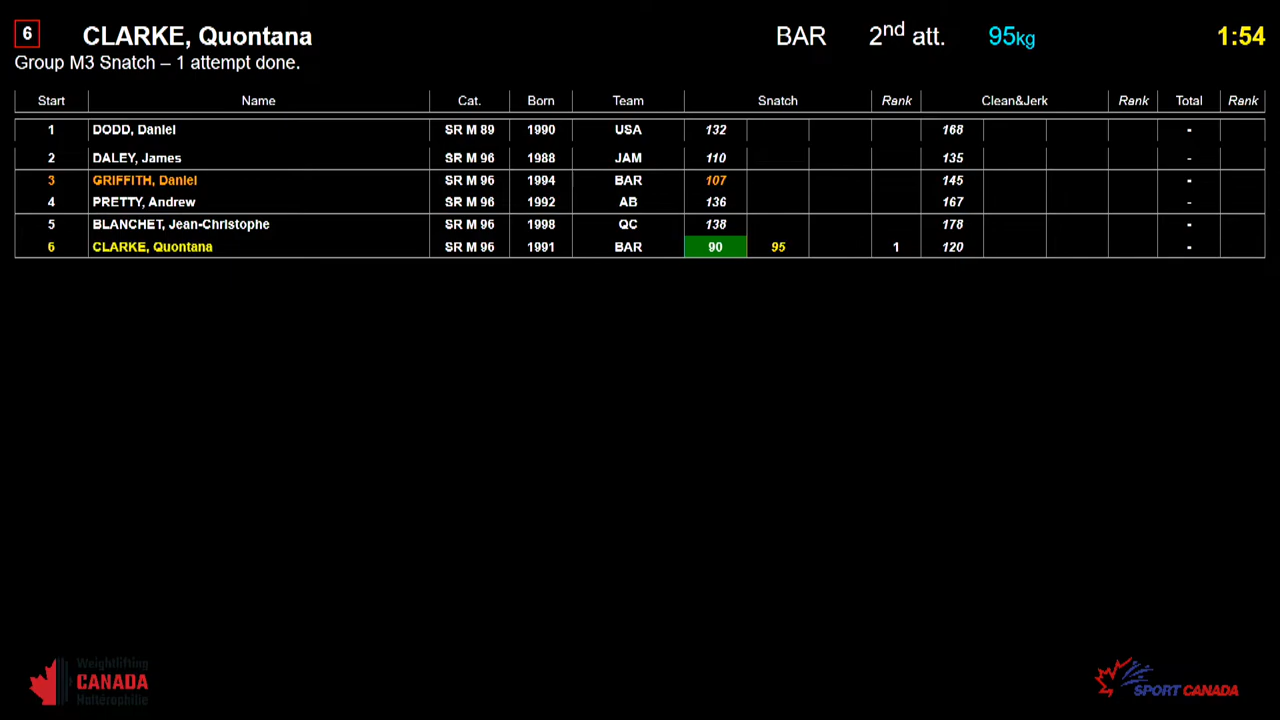 6 CLARKE, Quontana BAR 2nd att. 95kg 1:54
Group M3 Snatch – 1 attempt done.
Start Name Cat. Born Team Snatch Rank Clean&Jerk Rank Total Rank
1 DODD, Daniel SR M 89 1990 USA 132 168 -
2 DALEY, James SR M 96 1988 JAM 110 135 -
3 GRIFFITH, Daniel SR M 96 1994 BAR 107 145 -
4 PRETTY, Andrew SR M 96 1992 AB 136 167 -
5 BLANCHET, Jean-Christophe SR M 96 1998 QC 138 178 -
6 CLARKE, Quontana SR M 96 1991 BAR 90 95 1 120 -
Weightlifting
CANADA
Haltérophilie
SPORT CANADA